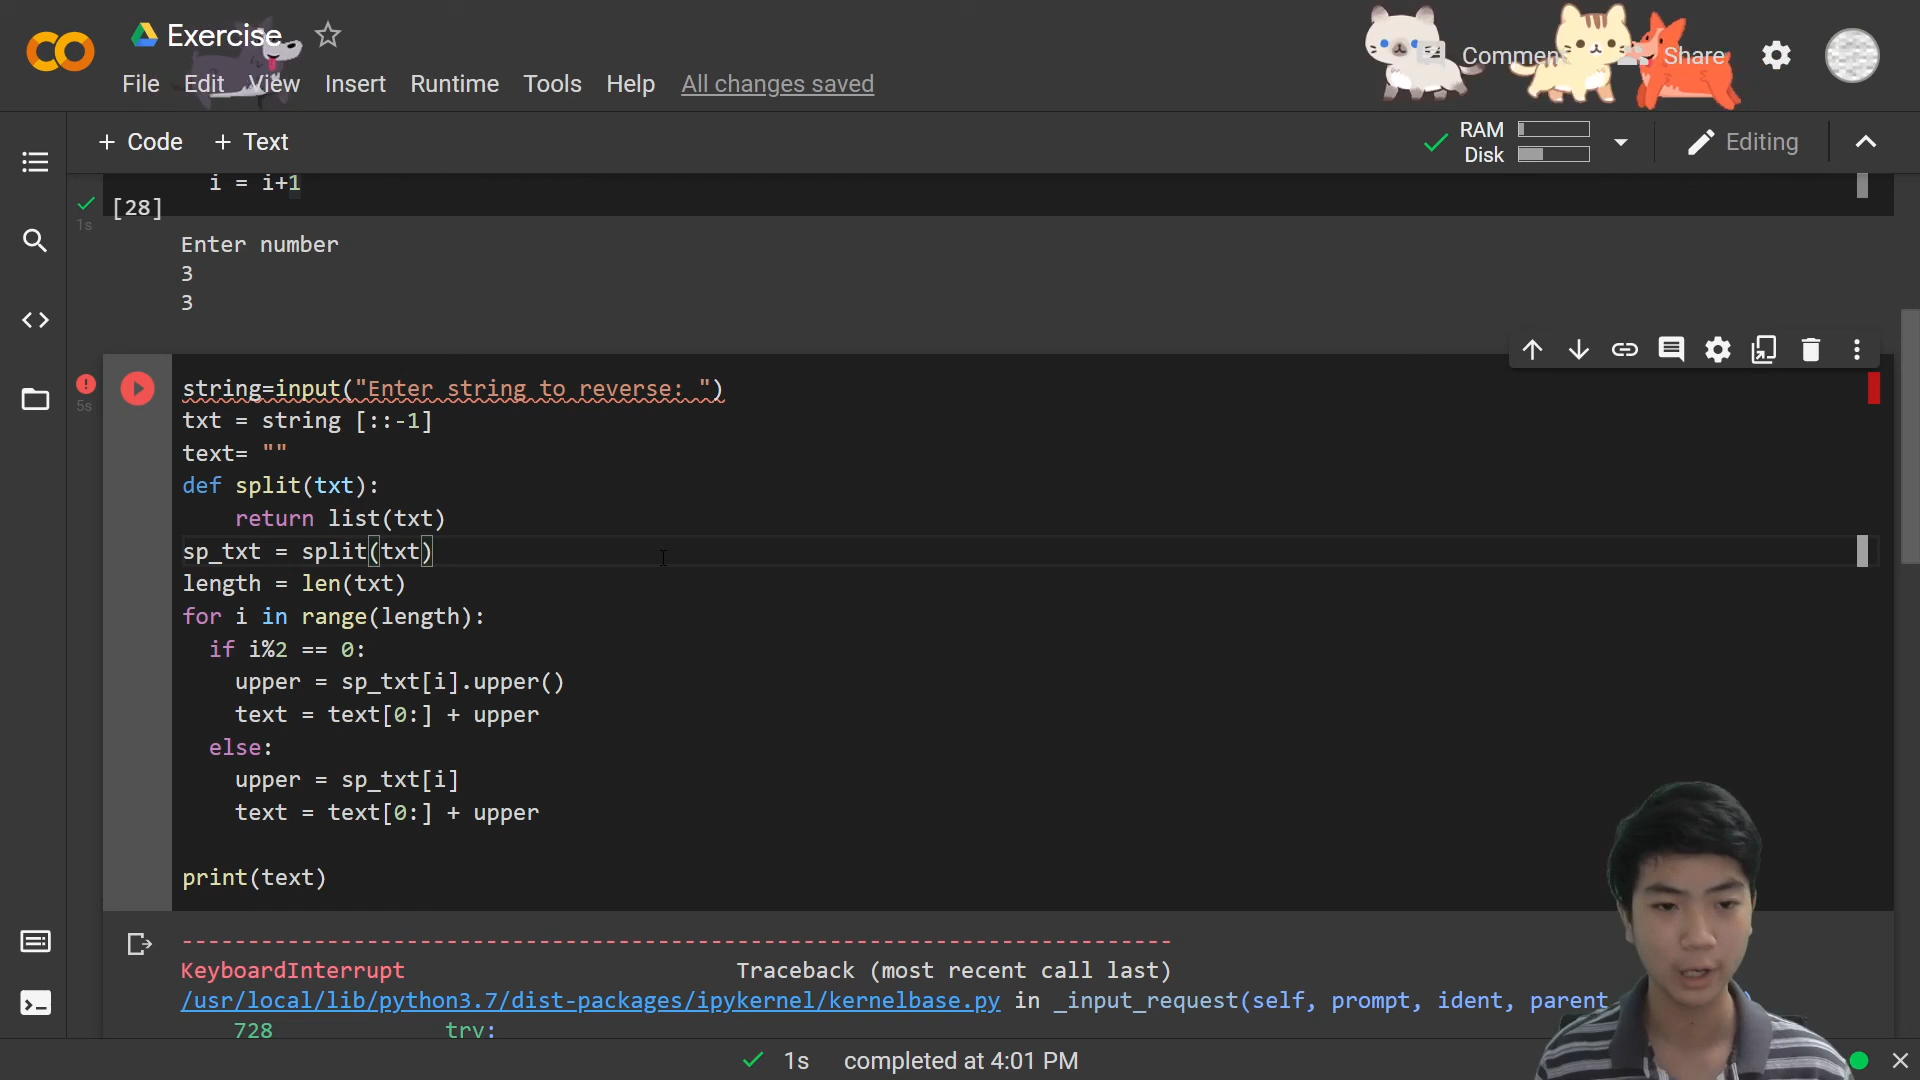 Exercise
File Edit View Insert Runtime Tools Help All changes saved
Comment Share
+ Code + Text
RAM
Disk
Editing
i = i+1
[28]
1s
Enter number
3
3
5s
string=input("Enter string to reverse: ")
txt = string [::-1]
text= ""
def split(txt):
    return list(txt)
sp_txt = split(txt)
length = len(txt)
for i in range(length):
  if i%2 == 0:
    upper = sp_txt[i].upper()
    text = text[0:] + upper
  else:
    upper = sp_txt[i]
    text = text[0:] + upper
print(text)
---------------------------------------------------------------------------
KeyboardInterrupt                         Traceback (most recent call last)
/usr/local/lib/python3.7/dist-packages/ipykernel/kernelbase.py in _input_request(self, prompt, ident, parent
728             try:
1s completed at 4:01 PM